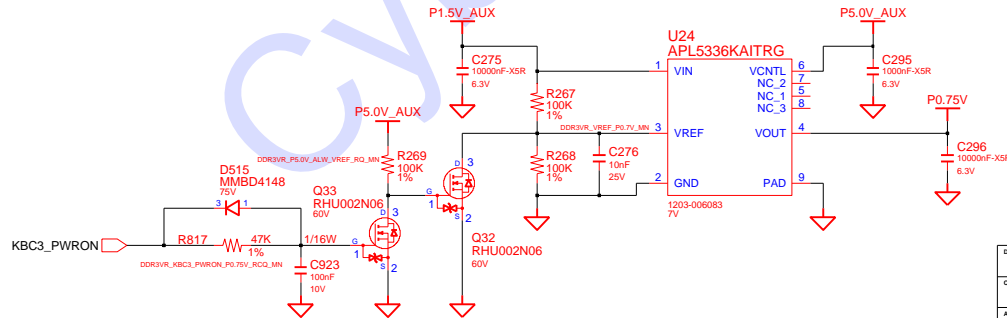 P1.5V_AUX
P5.0V_AUX
U24
APL5336KAITRG
C275
10000nF-X5R
6.3V
1 VIN
VCNTL 6
NC_2 7
NC_1 5
NC_3 8
C295
1000nF-X5R
6.3V
R267
100K
1%
P0.75V
P5.0V_AUX
DDR3VR_VREF_P0.7V_MN
3 VREF
VOUT 4
DDR3VR_P5.0V_ALW_VREF_RQ_MN
R269
100K
1%
D 3
R268
100K
1%
C276
10nF
25V
C296
10000nF-X5R
6.3V
2 GND
PAD 9
1203-006083
7V
D515
MMBD4148
75V
3 1
Q33
RHU002N06
60V
G
1
S 2
D 3
Q32
RHU002N06
60V
KBC3_PWRON
R817 47K
1%
1/16W
G
1
S 2
DDR3VR_KBC3_PWRON_P0.75V_RCQ_MN
C923
100nF
10V